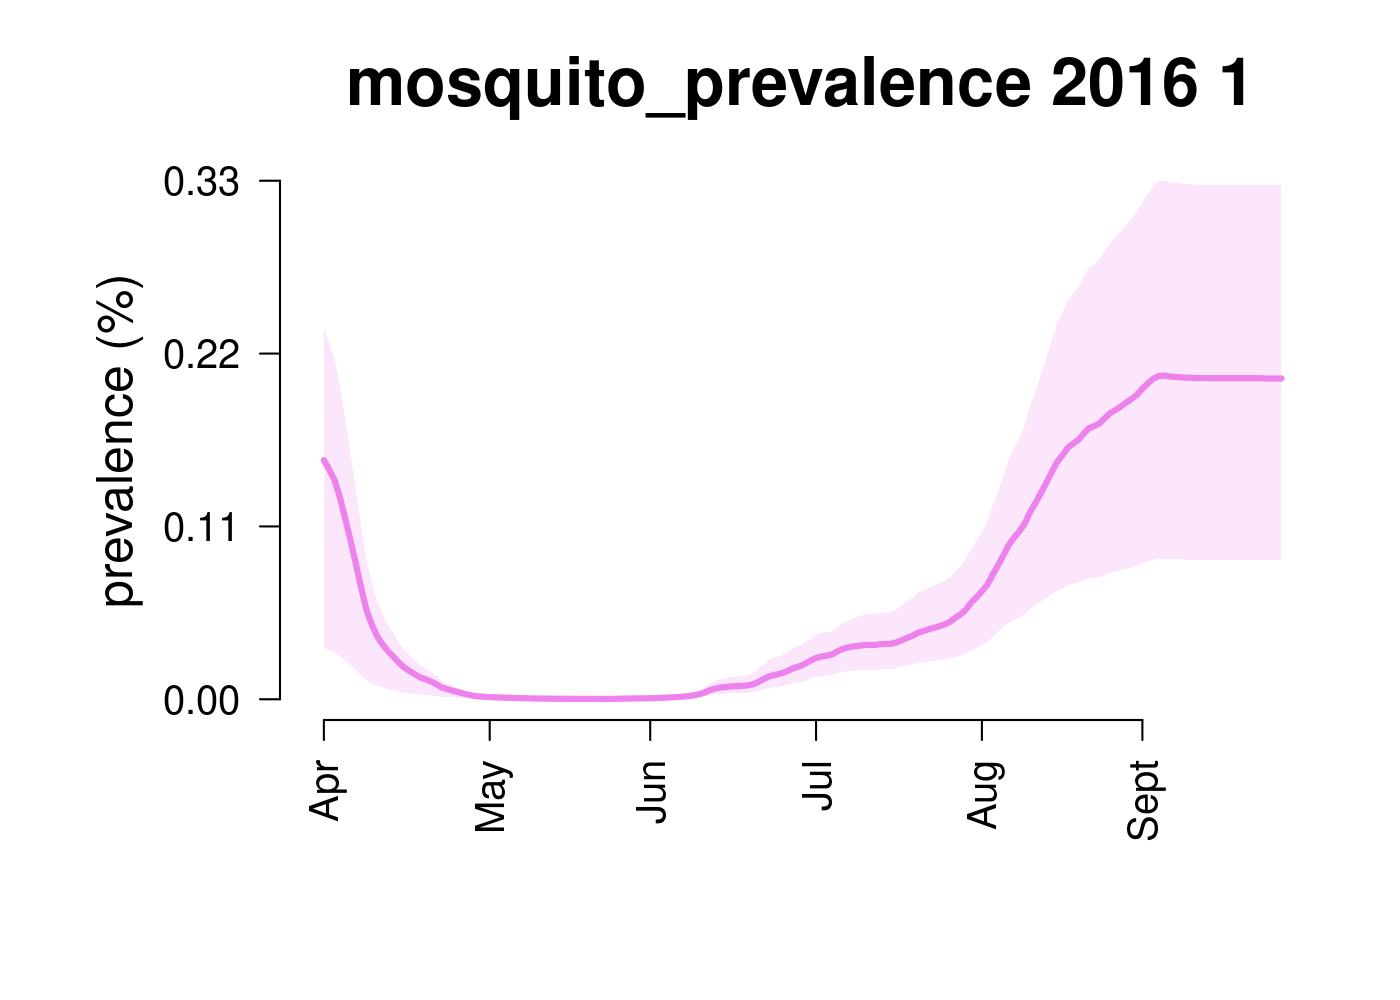 mosquito_prevalence 2016 1
prevalence (%)
0.33
0.22
0.11
0.00
Apr
May
Jun
Jul
Aug
Sept